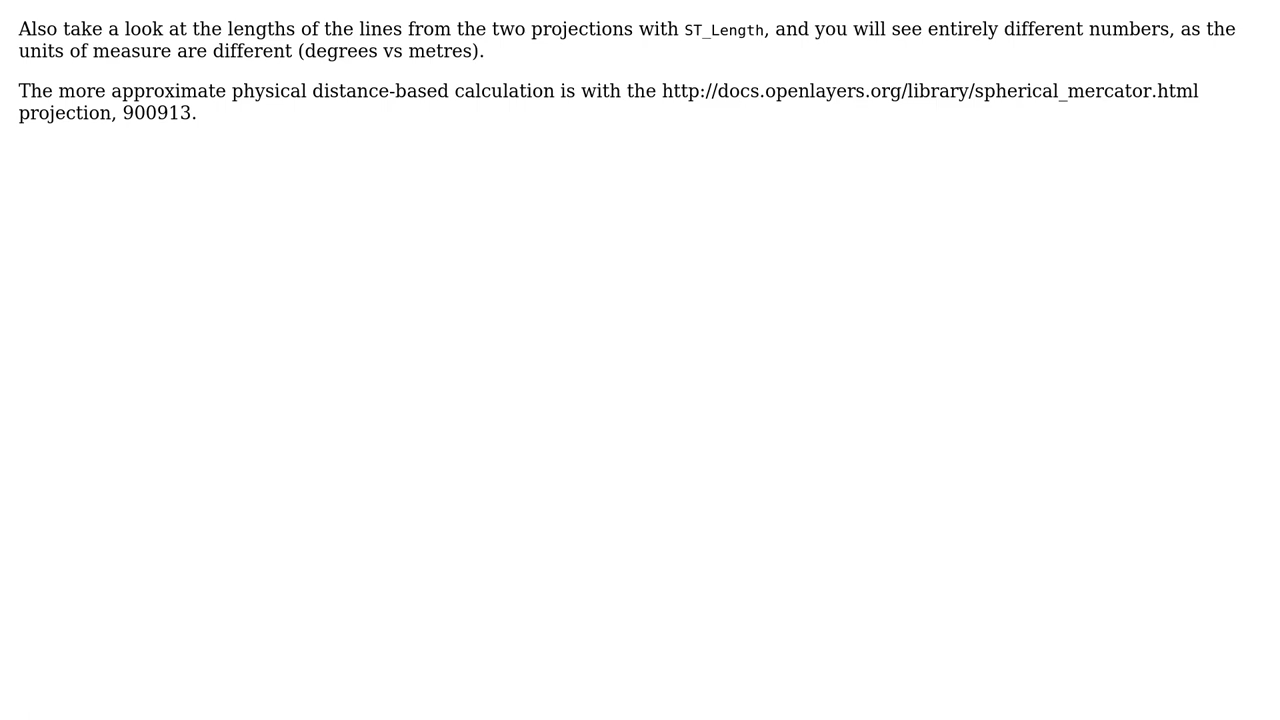 Also take a look at the lengths of the lines from the two projections with ST_Length, and you will see entirely different numbers, as the
units of measure are different (degrees vs metres).
The more approximate physical distance-based calculation is with the http://docs.openlayers.org/library/spherical_mercator.html
projection, 900913.